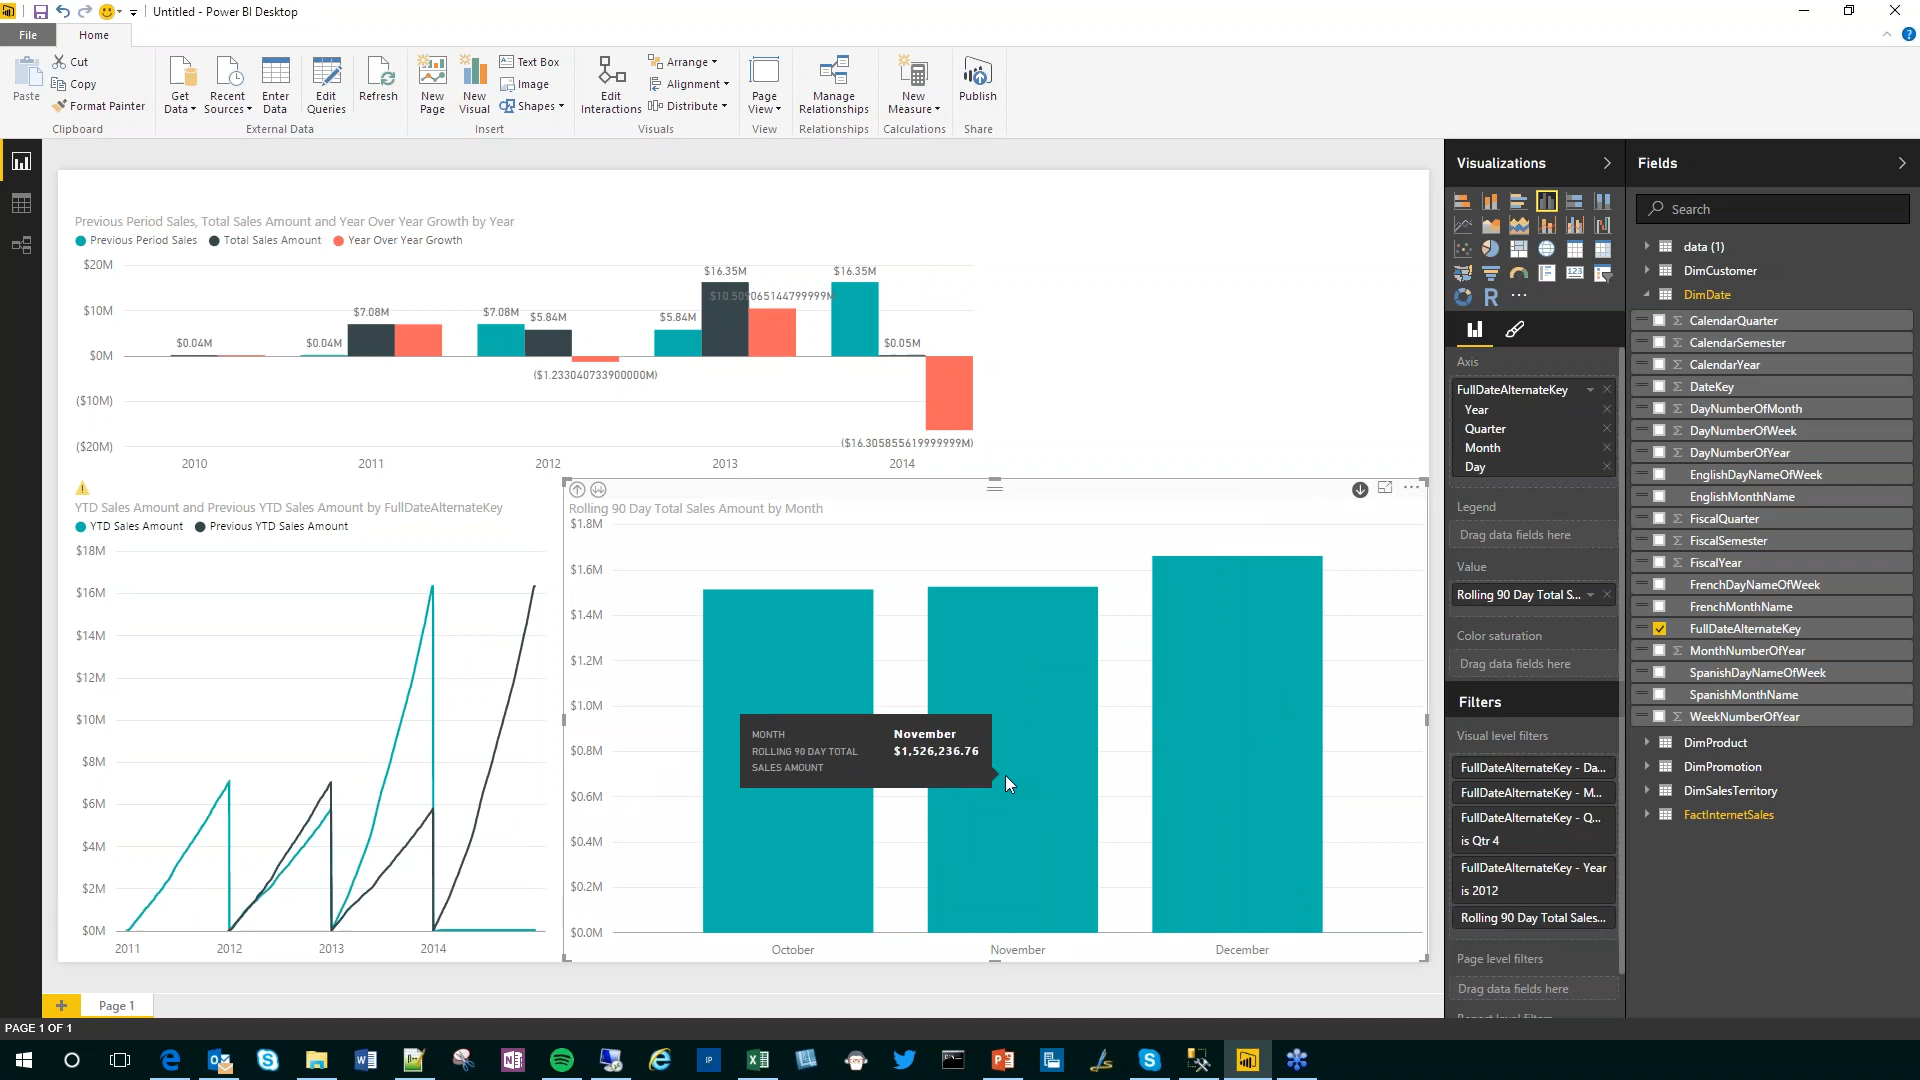 Untitled - Power BI Desktop
File
Home
Paste
Cut
Copy
Format Painter
Clipboard
Get Data
Recent Sources
Enter Data
Edit Queries
External Data
Refresh
New Page
New Visual
Text Box
Image
Shapes
Insert
Edit Interactions
Arrange
Alignment
Distribute
Visuals
Page View
View
Manage Relationships
Relationships
New Measure
Calculations
Publish
Share
Previous Period Sales, Total Sales Amount and Year Over Year Growth by Year
Previous Period Sales
Total Sales Amount
Year Over Year Growth
$20M
$10M
$0M
($10M)
($20M)
$0.04M
$0.04M
$7.08M
$7.08M
$5.84M
($1.233040733900000M)
$5.84M
$16.35M
$10.509065144799999M
$16.35M
$0.05M
($16.305855619999999M)
2010
2011
2012
2013
2014
YTD Sales Amount and Previous YTD Sales Amount by FullDateAlternateKey
YTD Sales Amount
Previous YTD Sales Amount
$18M
$16M
$14M
$12M
$10M
$8M
$6M
$4M
$2M
$0M
2011
2012
2013
2014
Rolling 90 Day Total Sales Amount by Month
$1.8M
$1.6M
$1.4M
$1.2M
$1.0M
$0.8M
$0.6M
$0.4M
$0.2M
$0.0M
MONTH November
ROLLING 90 DAY TOTAL $1,526,236.76
SALES AMOUNT
October
November
December
Visualizations
R
Axis
FullDateAlternateKey
Year
Quarter
Month
Day
Legend
Drag data fields here
Value
Rolling 90 Day Total S...
Color saturation
Drag data fields here
Filters
Visual level filters
FullDateAlternateKey - Da...
FullDateAlternateKey - M...
FullDateAlternateKey - Q...
is Qtr 4
FullDateAlternateKey - Year
is 2012
Rolling 90 Day Total Sales...
Page level filters
Drag data fields here
Report level filters
Fields
Search
data (1)
DimCustomer
DimDate
CalendarQuarter
CalendarSemester
CalendarYear
DateKey
DayNumberOfMonth
DayNumberOfWeek
DayNumberOfYear
EnglishDayNameOfWeek
EnglishMonthName
FiscalQuarter
FiscalSemester
FiscalYear
FrenchDayNameOfWeek
FrenchMonthName
FullDateAlternateKey
MonthNumberOfYear
SpanishDayNameOfWeek
SpanishMonthName
WeekNumberOfYear
DimProduct
DimPromotion
DimSalesTerritory
FactInternetSales
Page 1
PAGE 1 OF 1